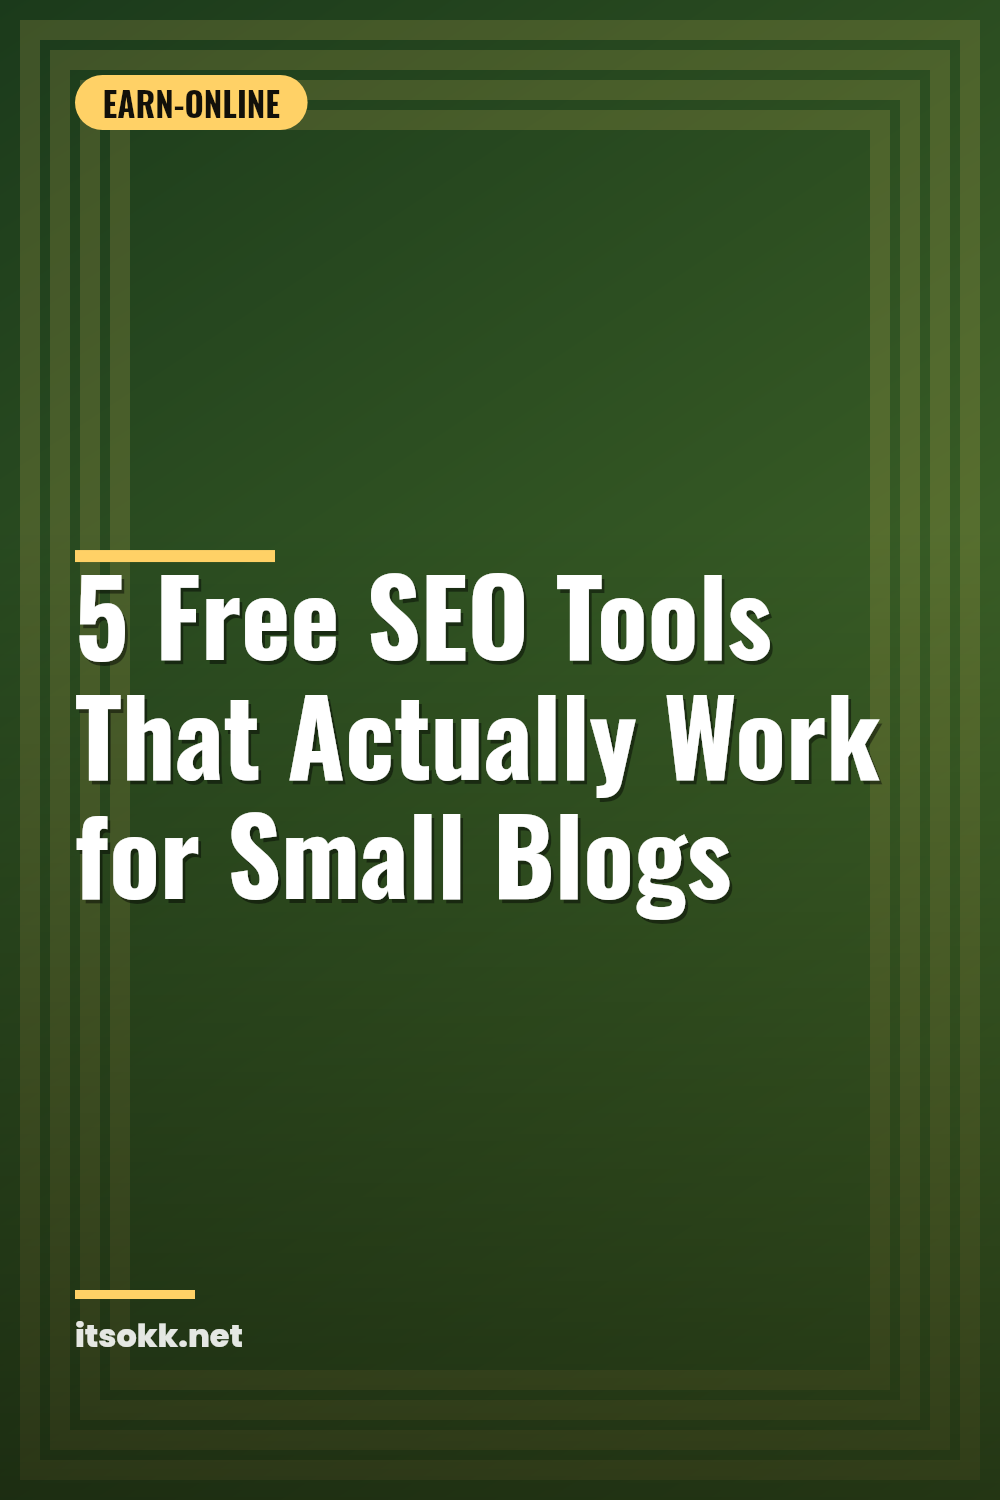 EARN-ONLINE
5 Free SEO Tools
That Actually Work
for Small Blogs
itsokk.net